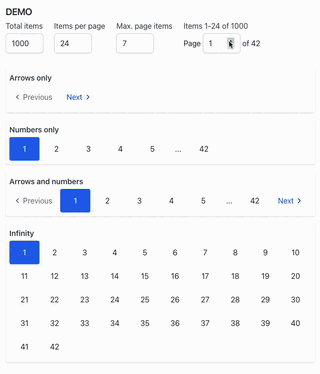 DEMO
Total items Items per page Max. page items Items 1–24 of 1000
1000 24 7 Page 1 of 42
Arrows only
Previous Next
Numbers only
1 2 3 4 5 ... 42
Arrows and numbers
Previous 1 2 3 4 5 ... 42 Next
Infinity
1 2 3 4 5 6 7 8 9 10
11 12 13 14 15 16 17 18 19 20
21 22 23 24 25 26 27 28 29 30
31 32 33 34 35 36 37 38 39 40
41 42